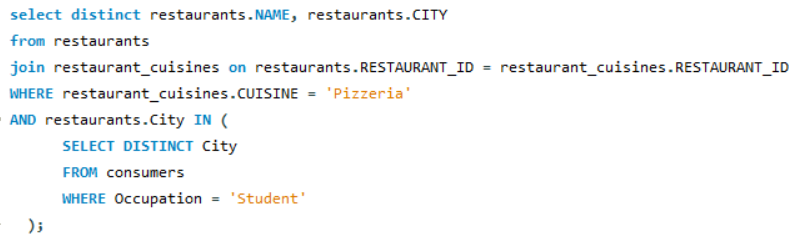 select distinct restaurants.NAME, restaurants.CITY
from restaurants
join restaurant_cuisines on restaurants.RESTAURANT_ID = restaurant_cuisines.RESTAURANT_ID
WHERE restaurant_cuisines.CUISINE = 'Pizzeria'
AND restaurants.City IN (
SELECT DISTINCT City
FROM consumers
WHERE Occupation = 'Student'
);